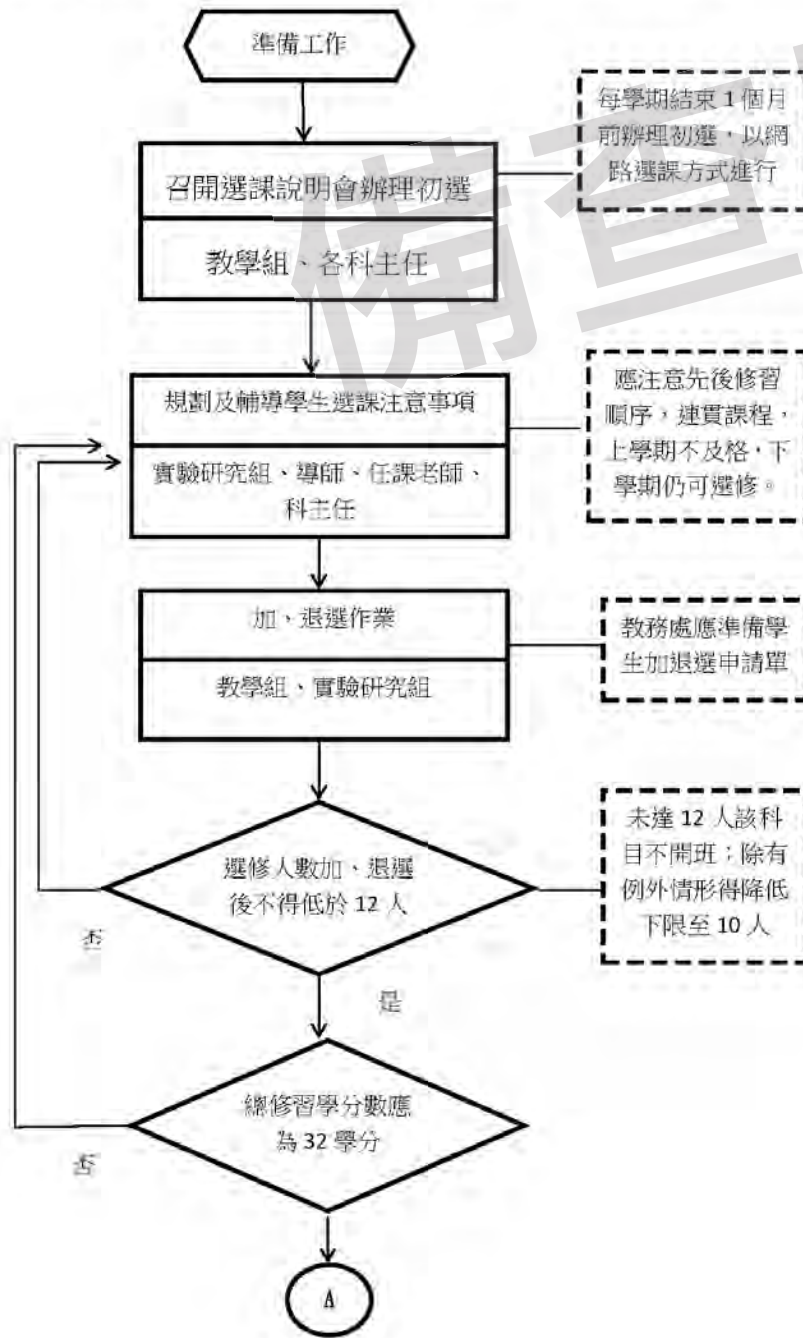 準備工作
每學期結束 1 個月
前辦理初選，以網
路選課方式進行
召開選課說明會辦理初選
教學組、各科主任
備查
規劃及輔導學生選課注意事項
實驗研究組、導師、任課老師、
科主任
應注意先後修習
順序，連貫課程，
上學期不及格，下
學期仍可選修。
加、退選作業
教學組、實驗研究組
教務處應準備學
生加退選申請單
選修人數加、退選
後不得低於 12 人
未達 12 人該科
目不開班；除有
例外情形得降低
下限至 10 人
否
是
總修習學分數應
為 32 學分
否
A